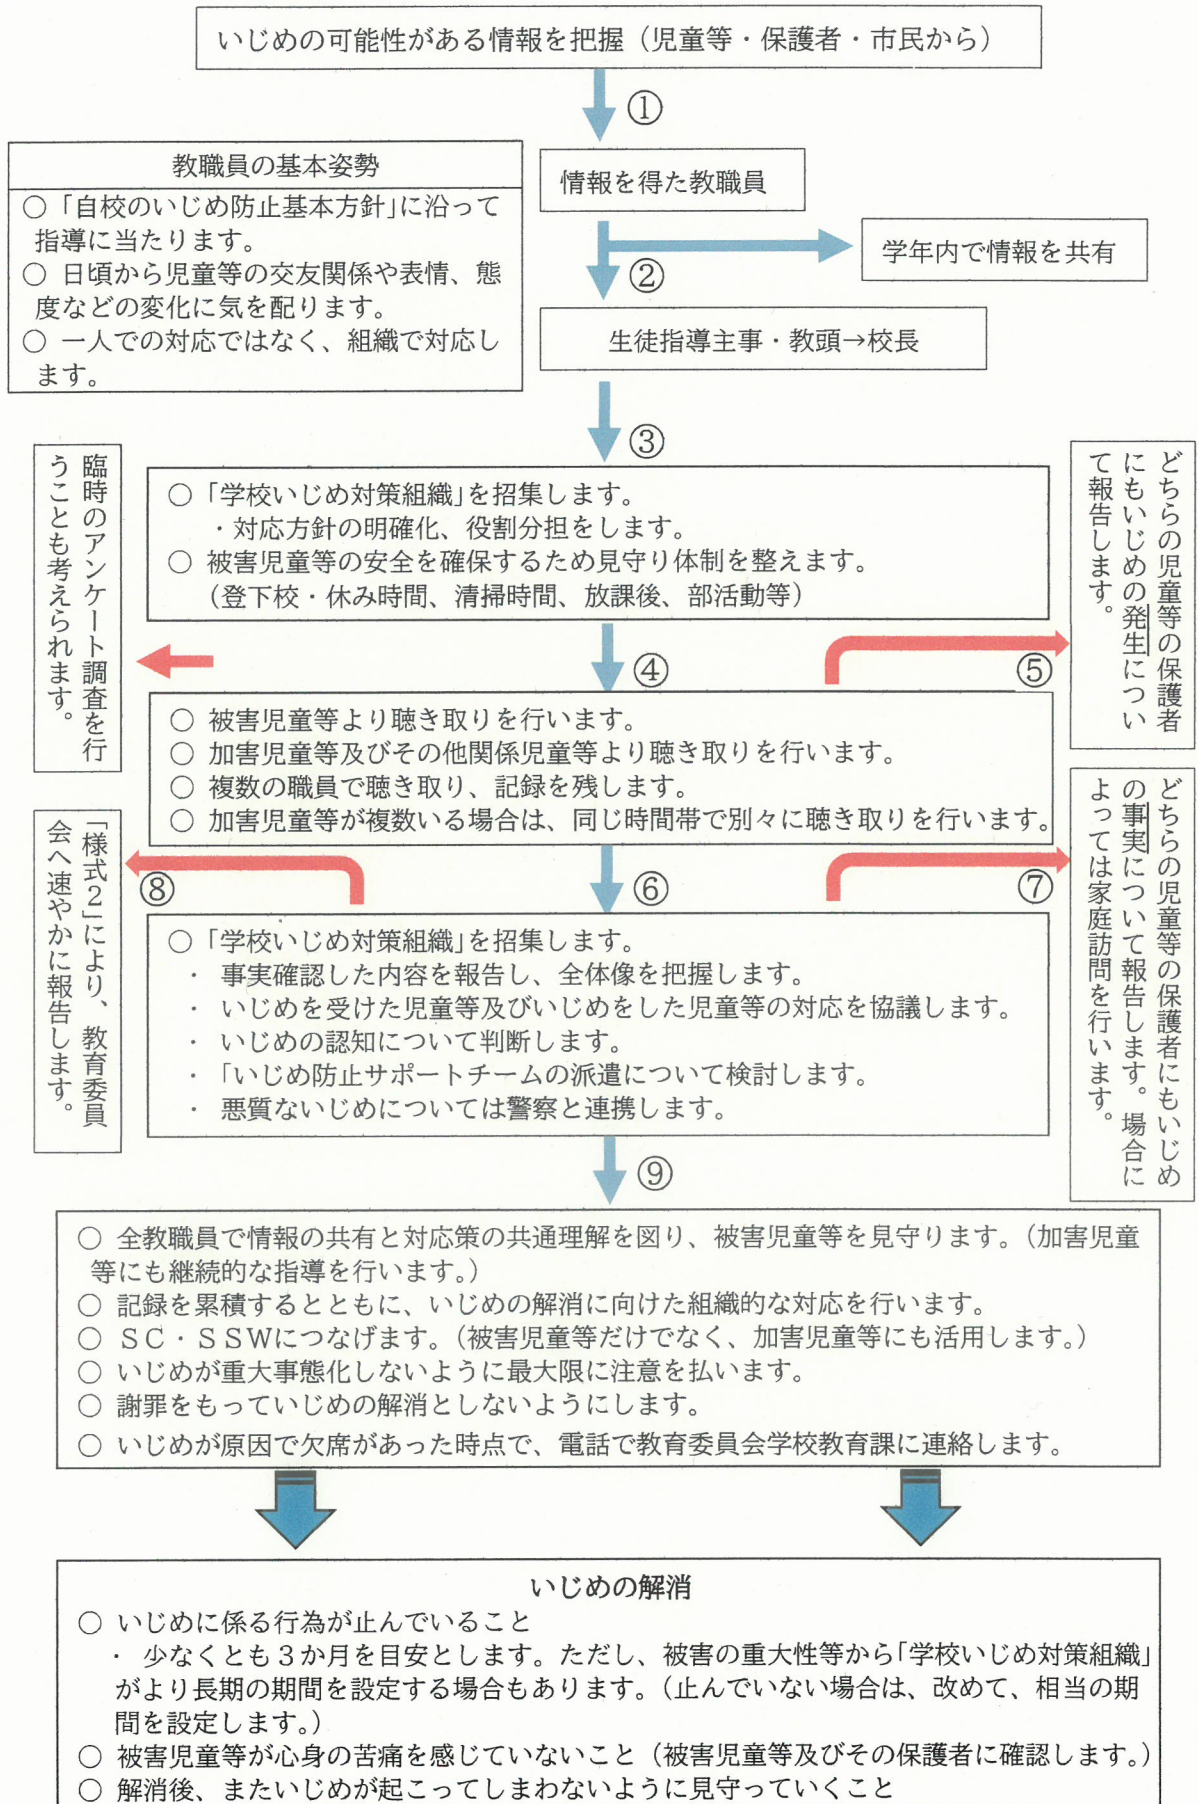 いじめの可能性がある情報を把握（児童等・保護者・市民から）
①
教職員の基本姿勢
○「自校のいじめ防止基本方針」に沿って
指導に当たります。
○ 日頃から児童等の交友関係や表情、態
度などの変化に気を配ります。
○ 一人での対応ではなく、組織で対応し
ます。
情報を得た教職員
②
学年内で情報を共有
生徒指導主事・教頭→校長
③
○「学校いじめ対策組織」を招集します。
・対応方針の明確化、役割分担をします。
○ 被害児童等の安全を確保するため見守り体制を整えます。
（登下校・休み時間、清掃時間、放課後、部活動等）
臨時のアンケート調査を行
うことも考えられます。
④
⑤
どちらの児童等の保護者
にもいじめの発生につい
て報告します。
○ 被害児童等より聴き取りを行います。
○ 加害児童等及びその他関係児童等より聴き取りを行います。
○ 複数の職員で聴き取り、記録を残します。
○ 加害児童等が複数いる場合は、同じ時間帯で別々に聴き取りを行います。
⑥
⑦
どちらの児童等の保護者にもいじめ
の事実について報告します。場合に
よっては家庭訪問を行います。
⑧
「様式２」により、教育委員
会へ速やかに報告します。
○「学校いじめ対策組織」を招集します。
・ 事実確認した内容を報告し、全体像を把握します。
・ いじめを受けた児童等及びいじめをした児童等の対応を協議します。
・ いじめの認知について判断します。
・ 「いじめ防止サポートチームの派遣について検討します。
・ 悪質ないじめについては警察と連携します。
⑨
○ 全教職員で情報の共有と対応策の共通理解を図り、被害児童等を見守ります。（加害児童
等にも継続的な指導を行います。）
○ 記録を累積するとともに、いじめの解消に向けた組織的な対応を行います。
○ ＳＣ・ＳＳＷにつなげます。（被害児童等だけでなく、加害児童等にも活用します。）
○ いじめが重大事態化しないように最大限に注意を払います。
○ 謝罪をもっていじめの解消としないようにします。
○ いじめが原因で欠席があった時点で、電話で教育委員会学校教育課に連絡します。
いじめの解消
○ いじめに係る行為が止んでいること
・ 少なくとも３か月を目安とします。ただし、被害の重大性等から「学校いじめ対策組織」
がより長期の期間を設定する場合もあります。（止んでいない場合は、改めて、相当の期
間を設定します。）
○ 被害児童等が心身の苦痛を感じていないこと（被害児童等及びその保護者に確認します。）
○ 解消後、またいじめが起こってしまわないように見守っていくこと